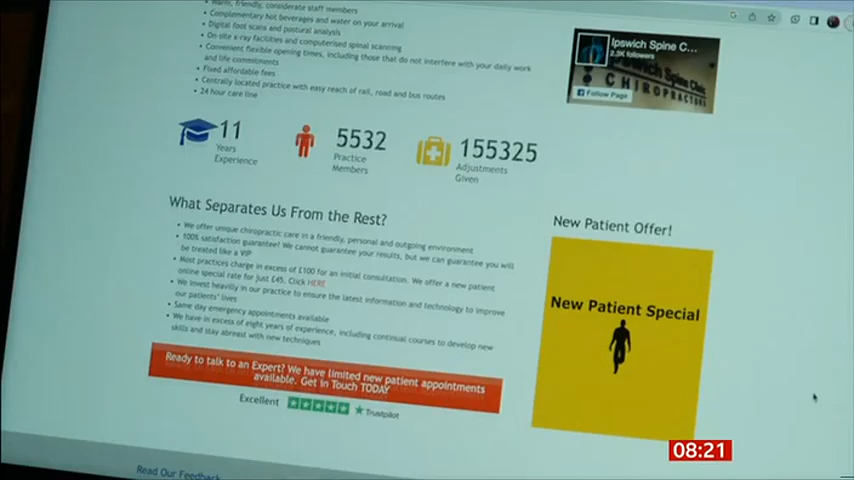 Warm, friendly, considerate staff members
Complementary hot beverages and water on your arrival
Digital foot scans and postural analysis
On-site x-ray facilities and computerised spinal scanning
Convenient flexible opening times, including those that do not interfere with your daily work
and life commitments
Fixed affordable fees
Centrally located practice with easy reach of rail, road and bus routes
24 hour care line
Ipswich Spine C...
2.3K followers
Ipswich Spine Clinic
CHIROPRACTORS
Follow Page
11
Years
Experience
5532
Practice
Members
155325
Adjustments
Given
What Separates Us From the Rest?
We offer unique chiropractic care in a friendly, personal and outgoing environment
100% satisfaction guarantee! We cannot guarantee your results, but we can guarantee you will
be treated like a VIP
Most practices charge in excess of £100 for an initial consultation. We offer a new patient
online special rate for just £45. Click HERE
We invest heavily in our practice to ensure the latest information and technology to improve
our patients' lives
Same day emergency appointments available
We have in excess of eight years of experience, including continual courses to develop new
skills and stay abreast with new techniques
Ready to talk to an Expert? We have limited new patient appointments
available. Get in Touch TODAY
Excellent
Trustpilot
New Patient Offer!
New Patient Special
Read Our Feedback
08:21